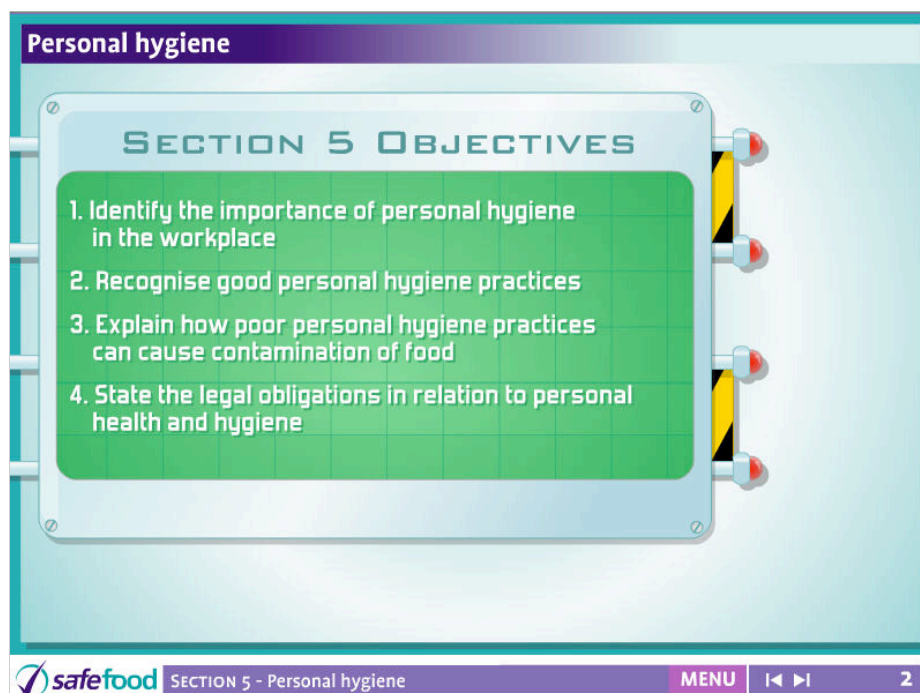 Personal hygiene
SECTION 5 OBJECTIVES
1. Identify the importance of personal hygiene
in the workplace
2. Recognise good personal hygiene practices
3. Explain how poor personal hygiene practices
can cause contamination of food
4. State the legal obligations in relation to personal
health and hygiene
safefood SECTION 5 - Personal hygiene MENU 2